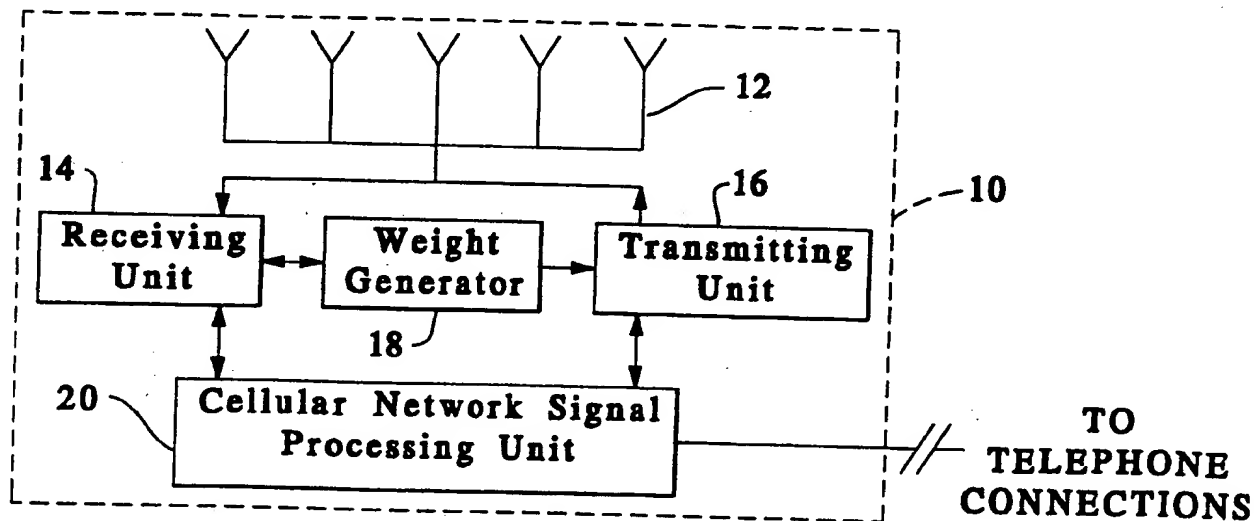 12
14
16
10
Receiving
Unit
Weight
Generator
Transmitting
Unit
18
20
Cellular Network Signal
Processing Unit
TO
TELEPHONE
CONNECTIONS